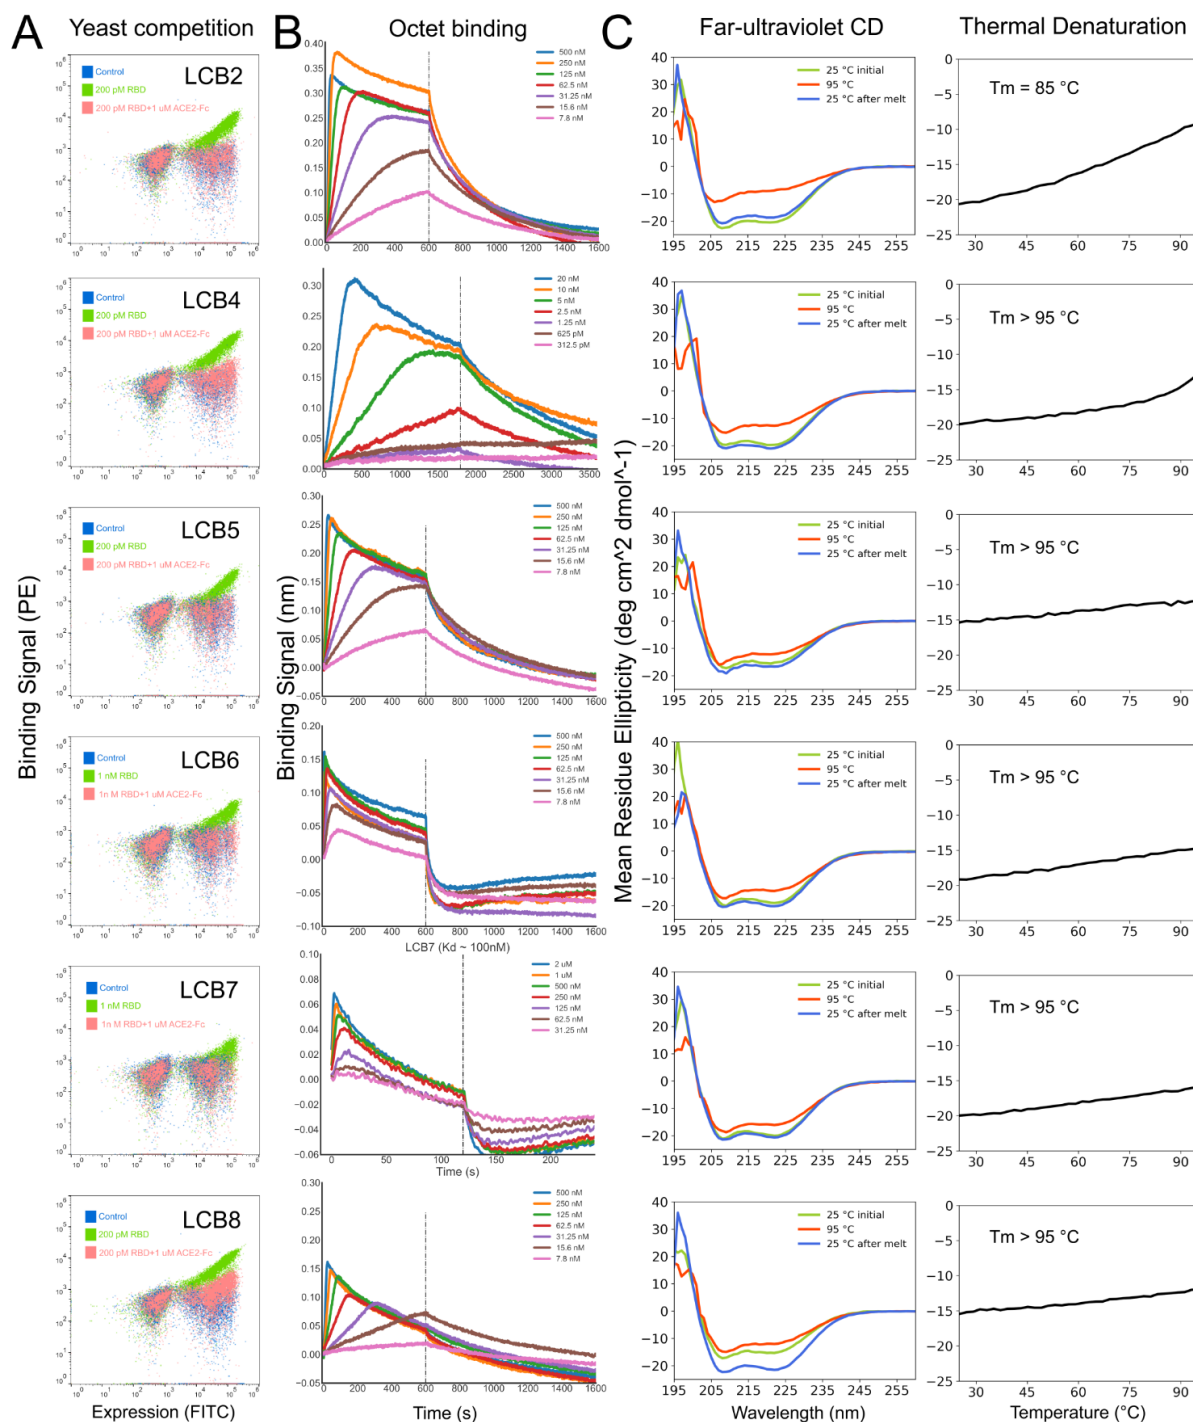 A
Yeast competition
B
Octet binding
C
Far-ultraviolet CD
Thermal Denaturation
Binding Signal (PE)
Expression (FITC)
Binding Signal (nm)
Time (s)
Mean Residue Ellipticity (deg cm^2 dmol^-1)
Wavelength (nm)
Temperature (°C)
LCB2
Control
200 pM RBD
200 pM RBD+1 uM ACE2-Fc
500 nM
250 nM
125 nM
62.5 nM
31.25 nM
15.6 nM
7.8 nM
25 °C initial
95 °C
25 °C after melt
Tm = 85 °C
LCB4
Control
200 pM RBD
200 pM RBD+1 uM ACE2-Fc
20 nM
10 nM
5 nM
2.5 nM
1.25 nM
625 pM
312.5 pM
25 °C initial
95 °C
25 °C after melt
Tm > 95 °C
LCB5
Control
200 pM RBD
200 pM RBD+1 uM ACE2-Fc
500 nM
250 nM
125 nM
62.5 nM
31.25 nM
15.6 nM
7.8 nM
25 °C initial
95 °C
25 °C after melt
Tm > 95 °C
LCB6
Control
1 nM RBD
1n M RBD+1 uM ACE2-Fc
500 nM
250 nM
125 nM
62.5 nM
31.25 nM
15.6 nM
7.8 nM
25 °C initial
95 °C
25 °C after melt
Tm > 95 °C
LCB7
Control
1 nM RBD
1n M RBD+1 uM ACE2-Fc
LCB7 (Kd ~ 100nM)
2 uM
1 uM
500 nM
250 nM
125 nM
62.5 nM
31.25 nM
Time (s)
25 °C initial
95 °C
25 °C after melt
Tm > 95 °C
LCB8
Control
200 pM RBD
200 pM RBD+1 uM ACE2-Fc
500 nM
250 nM
125 nM
62.5 nM
31.25 nM
15.6 nM
7.8 nM
25 °C initial
95 °C
25 °C after melt
Tm > 95 °C